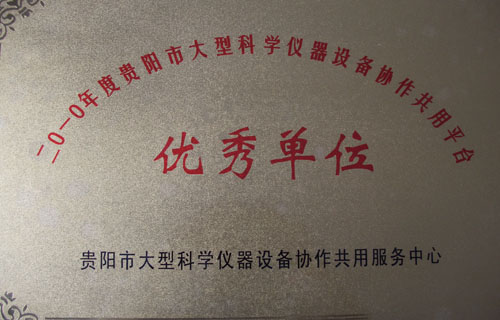 二〇一〇年度贵阳市大型科学仪器设备协作共用平台
优秀单位
贵阳市大型科学仪器设备协作共用服务中心